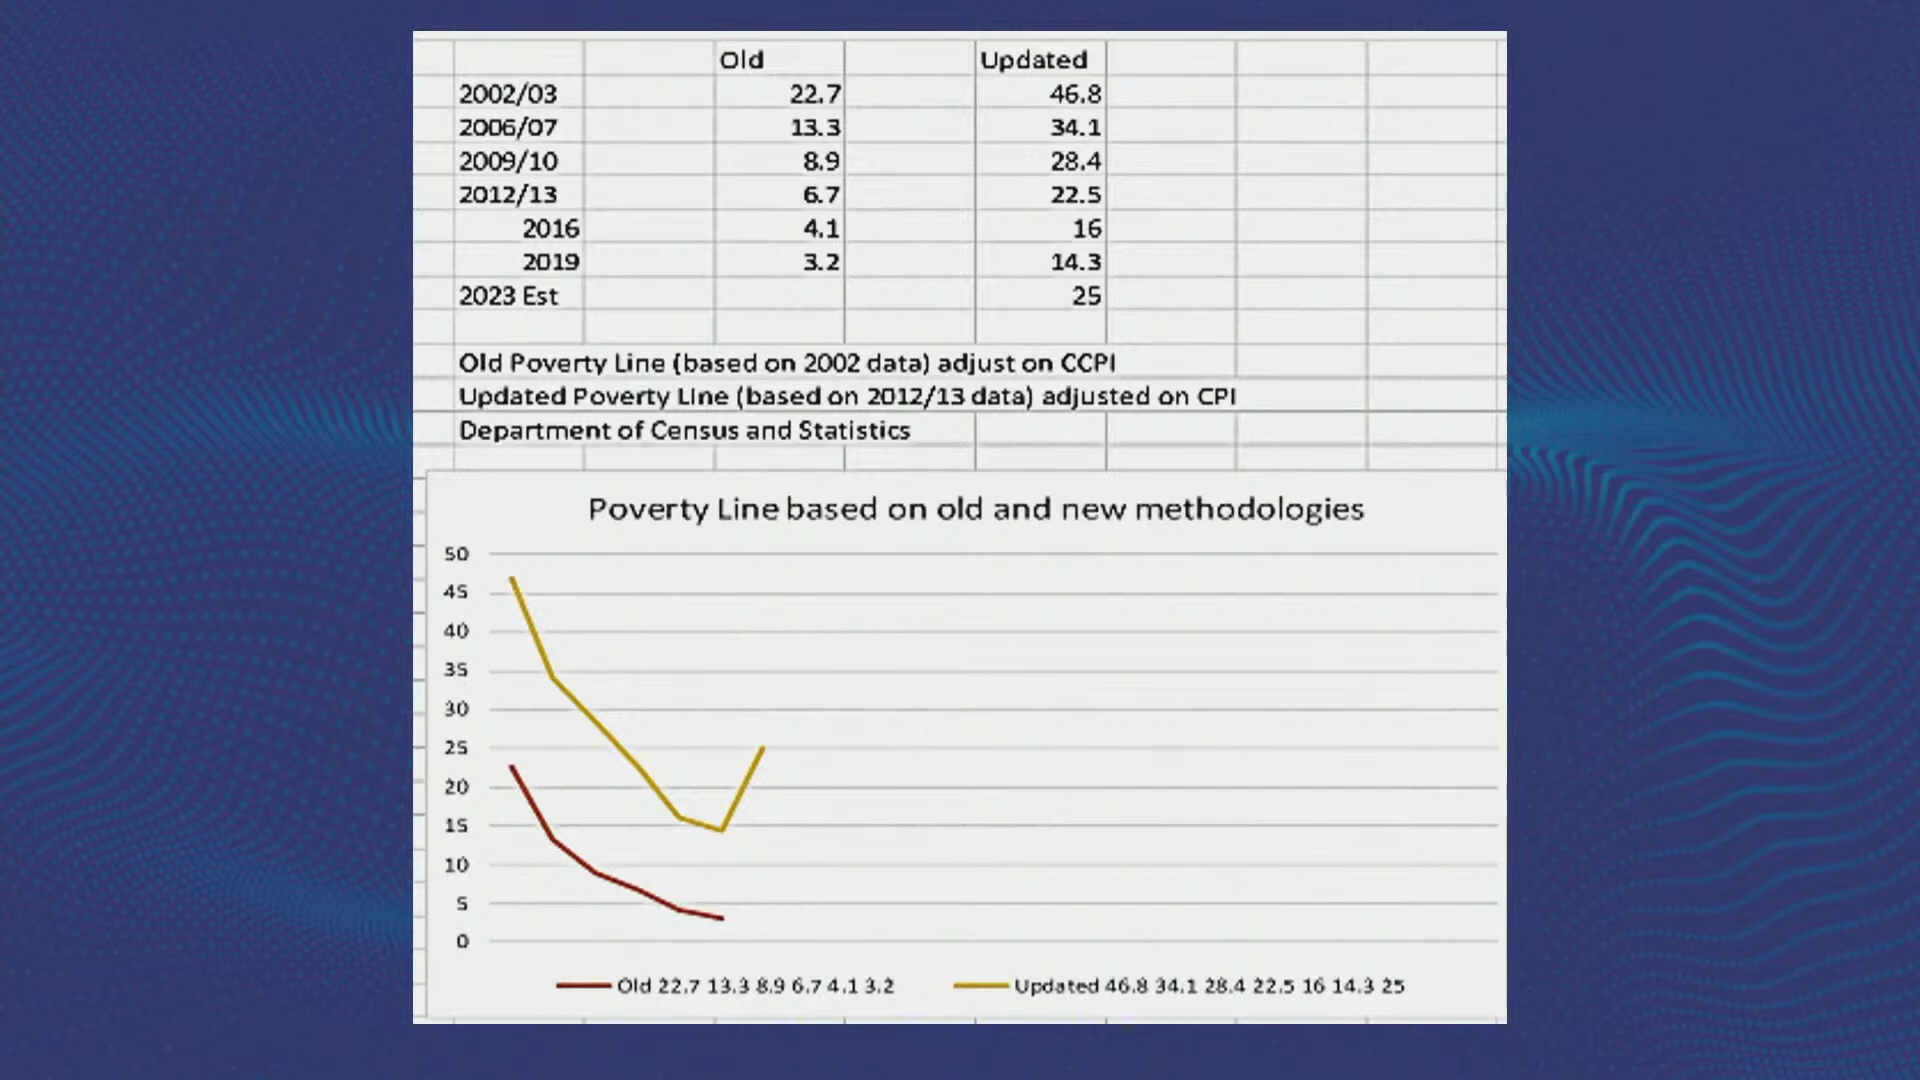 Old Updated
2002/03 22.7 46.8
2006/07 13.3 34.1
2009/10 8.9 28.4
2012/13 6.7 22.5
2016 4.1 16
2019 3.2 14.3
2023 Est 25
Old Poverty Line (based on 2002 data) adjust on CCPI
Updated Poverty Line (based on 2012/13 data) adjusted on CPI
Department of Census and Statistics
Poverty Line based on old and new methodologies
50
45
40
35
30
25
20
15
10
5
0
Old 22.7 13.3 8.9 6.7 4.1 3.2 Updated 46.8 34.1 28.4 22.5 16 14.3 25